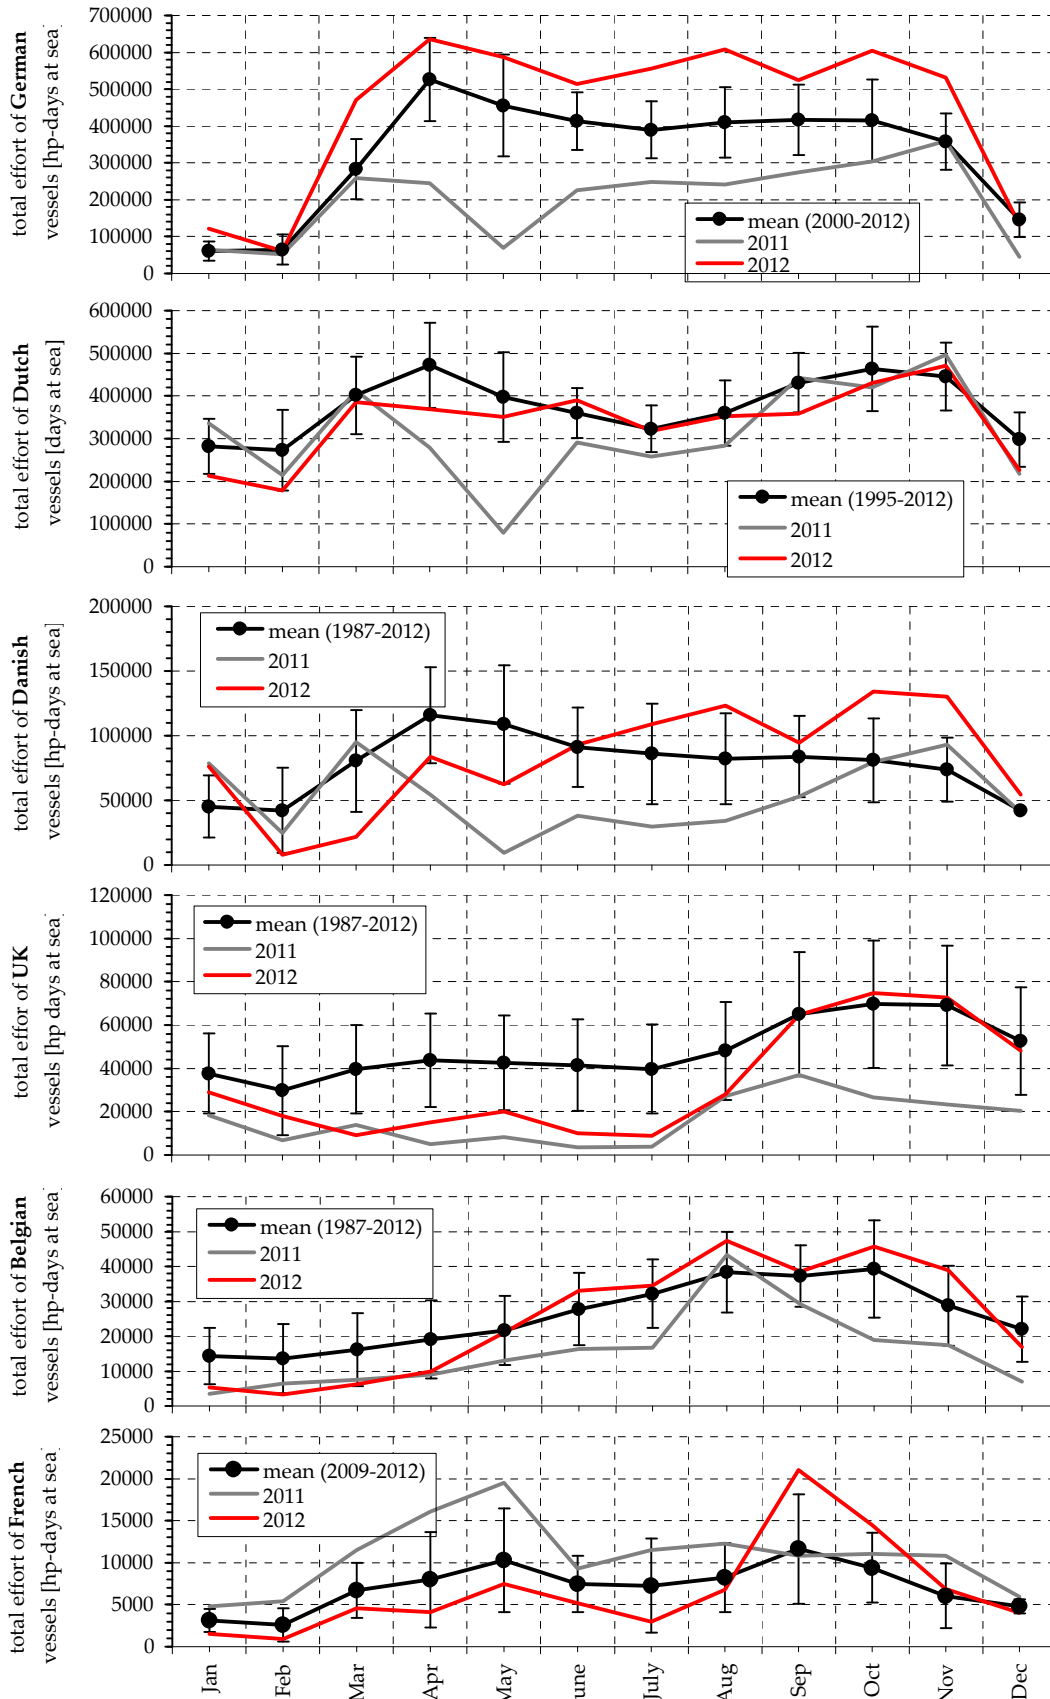 total effort of German
vessels [hp-days at sea]
700000
600000
500000
400000
300000
200000
100000
0
mean (2000-2012)
2011
2012
total effort of Dutch
vessels [days at sea]
600000
500000
400000
300000
200000
100000
0
mean (1995-2012)
2011
2012
total effort of Danish
vessels [hp-days at sea]
200000
150000
100000
50000
0
mean (1987-2012)
2011
2012
total effor of UK
vessels [hp days at sea]
120000
100000
80000
60000
40000
20000
0
mean (1987-2012)
2011
2012
total effort of Belgian
vessels [hp-days at sea]
60000
50000
40000
30000
20000
10000
0
mean (1987-2012)
2011
2012
total effort of French
vessels [hp-days at sea]
25000
20000
15000
10000
5000
0
mean (2009-2012)
2011
2012
Jan
Feb
Mar
Apr
May
June
July
Aug
Sep
Oct
Nov
Dec